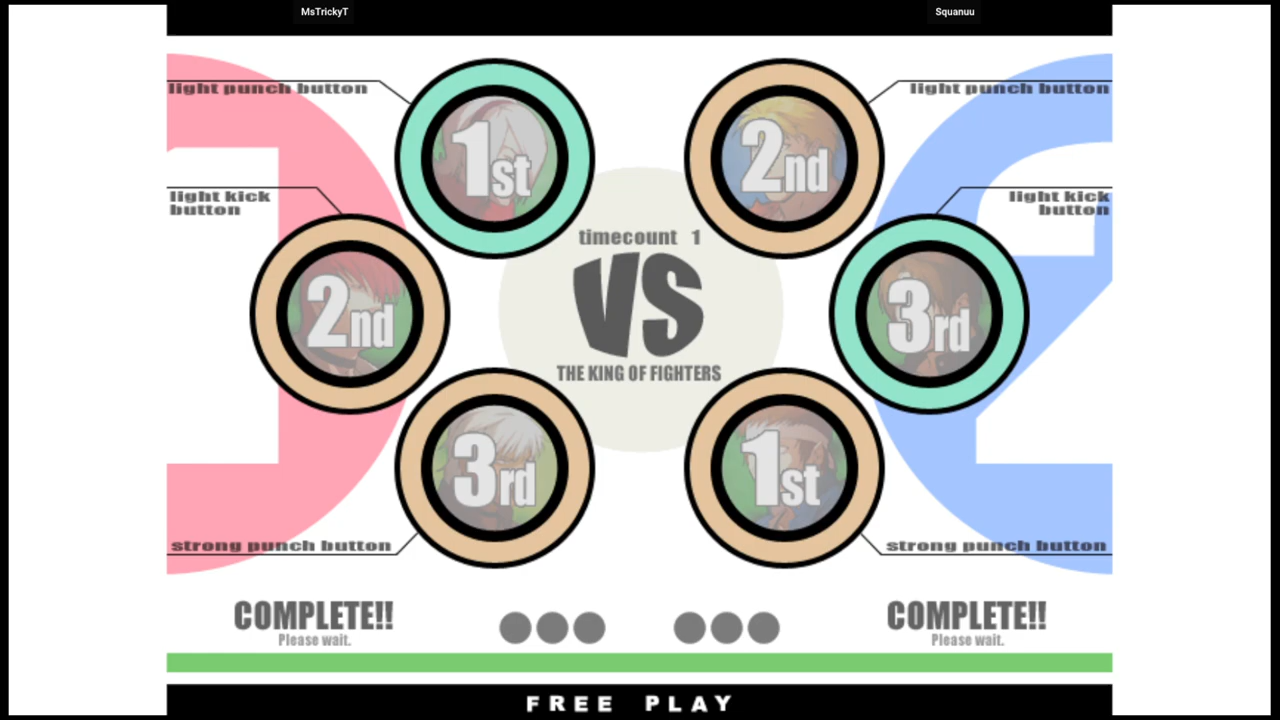 MsTrickyT
Squanuu
light punch button
light punch button
1st
2nd
light kick
button
light kick
button
timecount 1
VS
THE KING OF FIGHTERS
2nd
3rd
3rd
1st
strong punch button
strong punch button
COMPLETE!!
Please wait.
COMPLETE!!
Please wait.
FREE PLAY